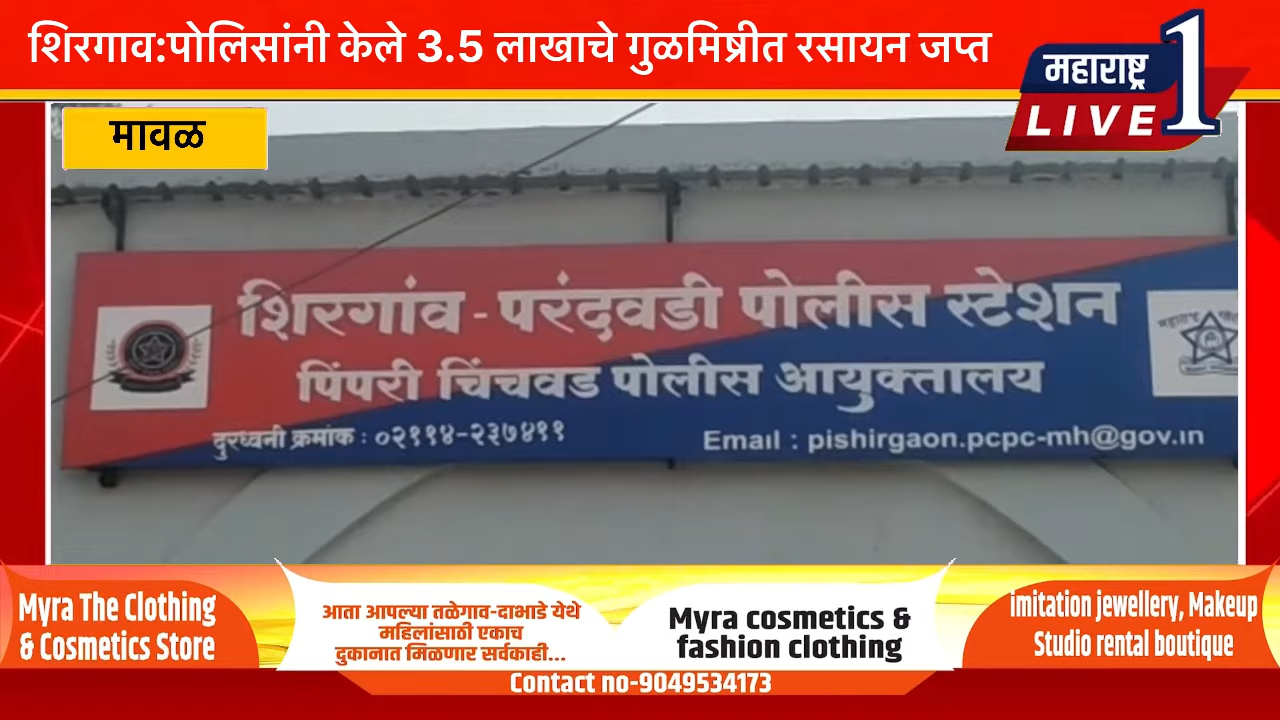 शिरगाव:पोलिसांनी केले 3.5 लाखाचे गुळमिश्रीत रसायन जप्त
महाराष्ट्र 1
LIVE
मावळ
शिरगांव - परंदवडी पोलीस स्टेशन
पिंपरी चिंचवड पोलीस आयुक्तालय
दुरध्वनी क्रमांक : ०२११४-२३७४११
Email : pishirgaon.pcpc-mh@gov.in
Myra The Clothing
& Cosmetics Store
आता आपल्या तळेगाव-दाभाडे येथे
महिलांसाठी एकाच
दुकानात मिळणार सर्वकाही...
Myra cosmetics &
fashion clothing
imitation jewellery, Makeup
Studio rental boutique
Contact no-9049534173